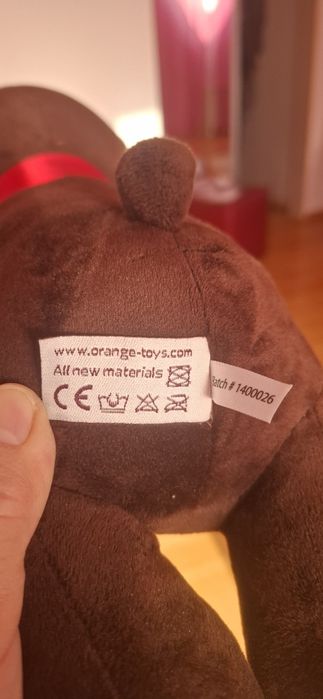 www.orange-toys.com
All new materials
CE
Batch # 1400026